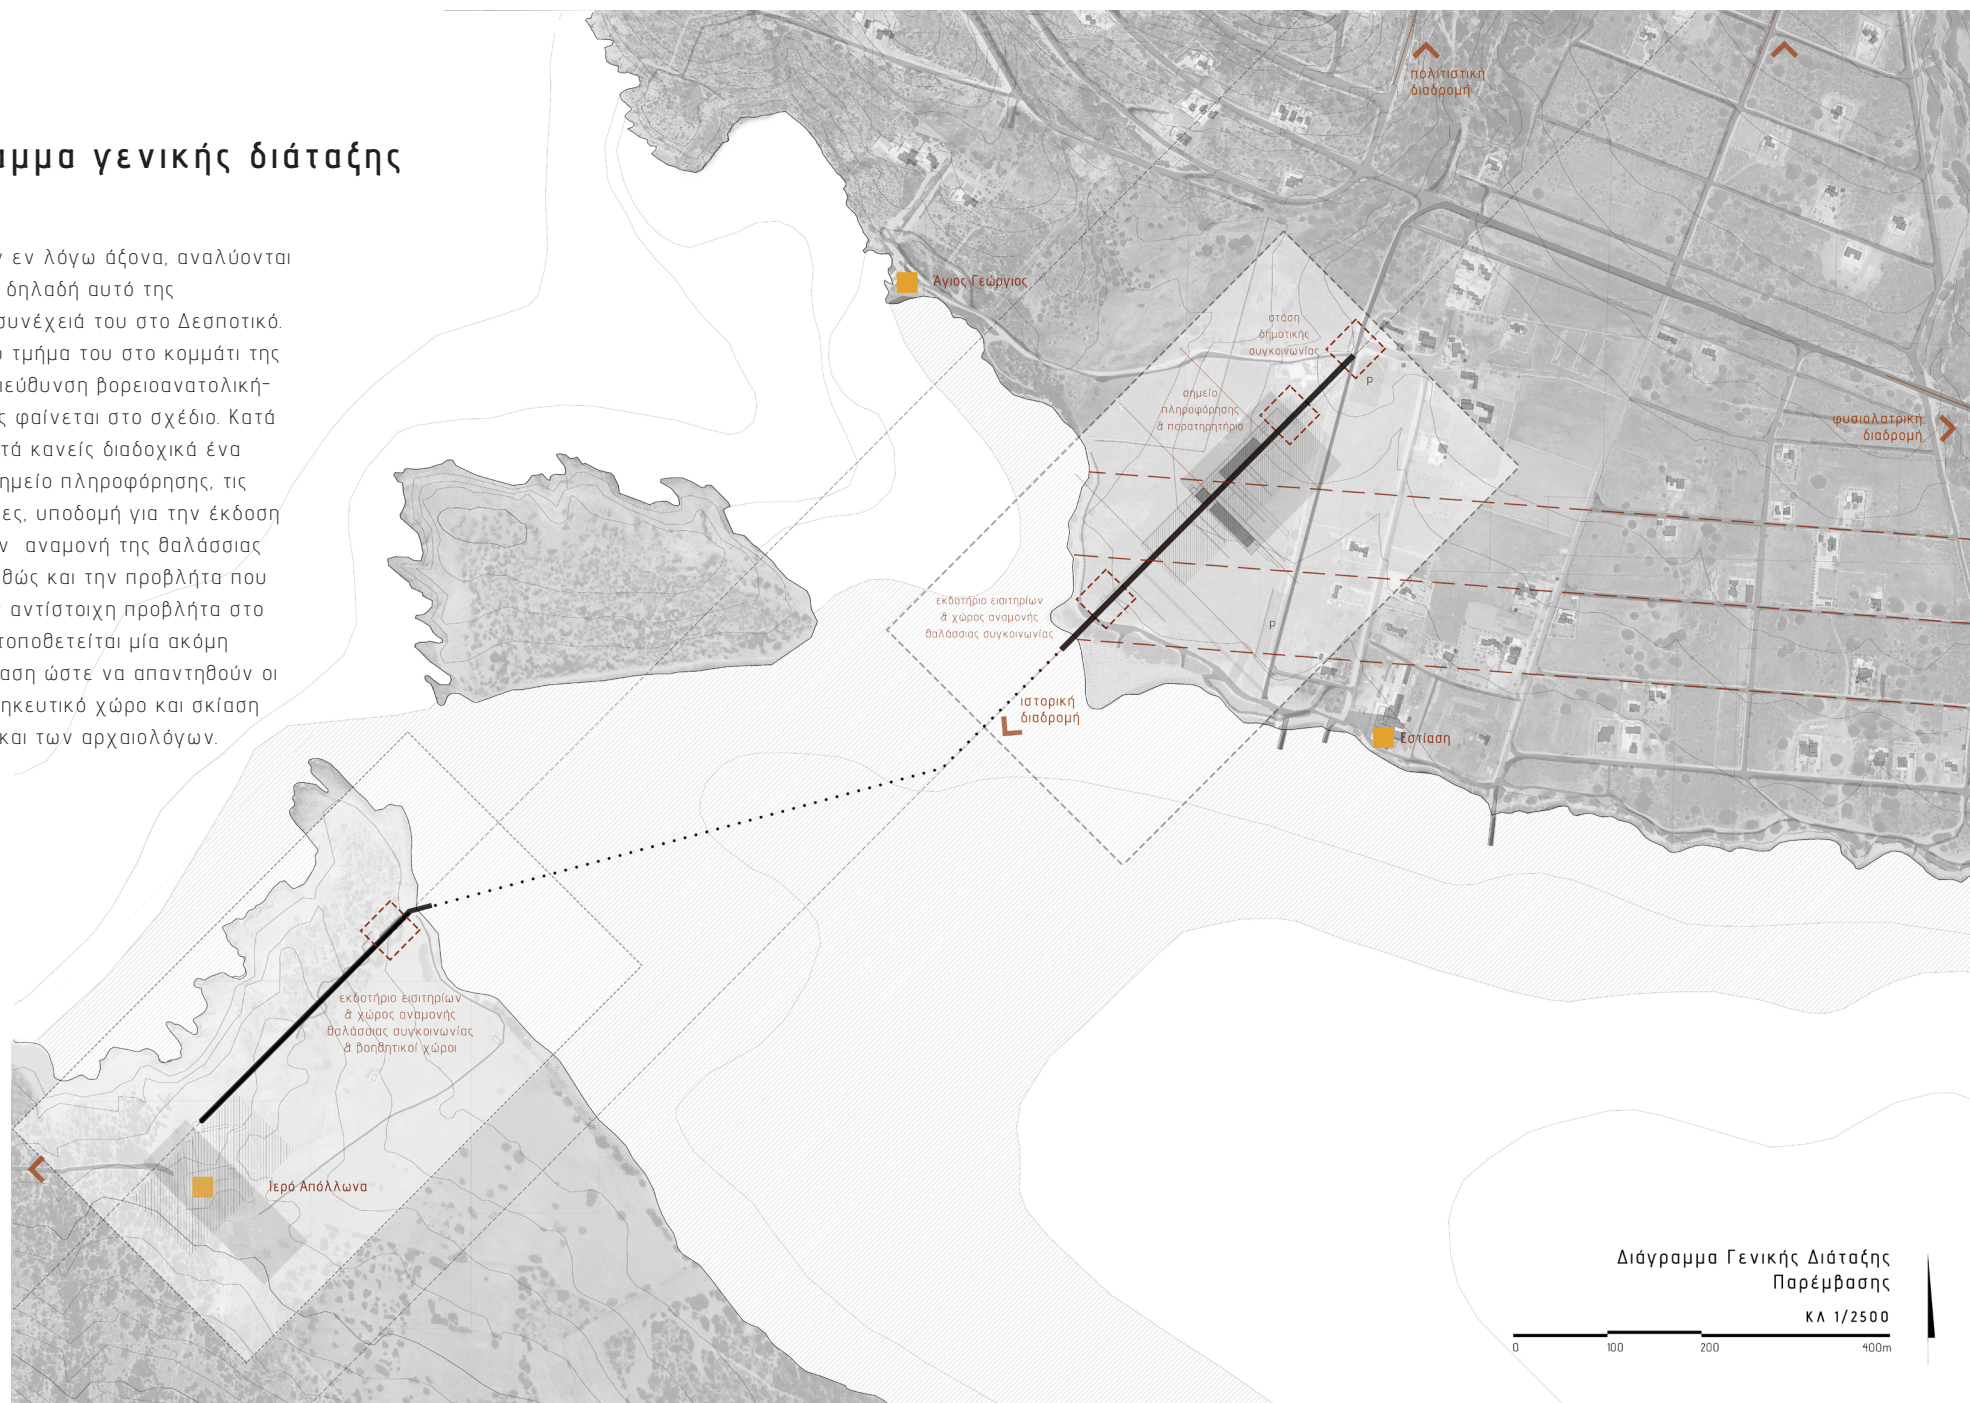 αμμα γενικής διάταξης
ν εν λόγω άξονα, αναλύονται
δηλαδή αυτό της
συνέχειά του στο Δεσποτικό.
ο τμήμα του στο κομμάτι της
ιεύθυνση βορειοανατολική-
ς φαίνεται στο σχέδιο. Κατά
τά κανείς διαδοχικά ένα
ημείο πληροφόρησης, τις
ες, υποδομή για την έκδοση
ν αναμονή της θαλάσσιας
θώς και την προβλήτα που
ν αντίστοιχη προβλήτα στο
τοποθετείται μία ακόμη
αση ώστε να απαντηθούν οι
ηκευτικό χώρο και σκίαση
και των αρχαιολόγων.
πολιτιστική
διαδρομή
Άγιος Γεώργιος
στάση
δημοτικής
συγκοινωνίας
P
σημείο
πληροφόρησης
& παρατηρητήριο
φυσιολατρική
διαδρομή
εκδοτήριο εισιτηρίων
& χώρος αναμονής
θαλάσσιας συγκοινωνίας
P
ιστορική
διαδρομή
Εστίαση
εκδοτήριο εισιτηρίων
& χώρος αναμονής
θαλάσσιας συγκοινωνίας
& βοηθητικοί χώροι
Ιερό Απόλλωνα
Διάγραμμα Γενικής Διάταξης
Παρέμβασης
ΚΛ 1/2500
0 100 200 400m